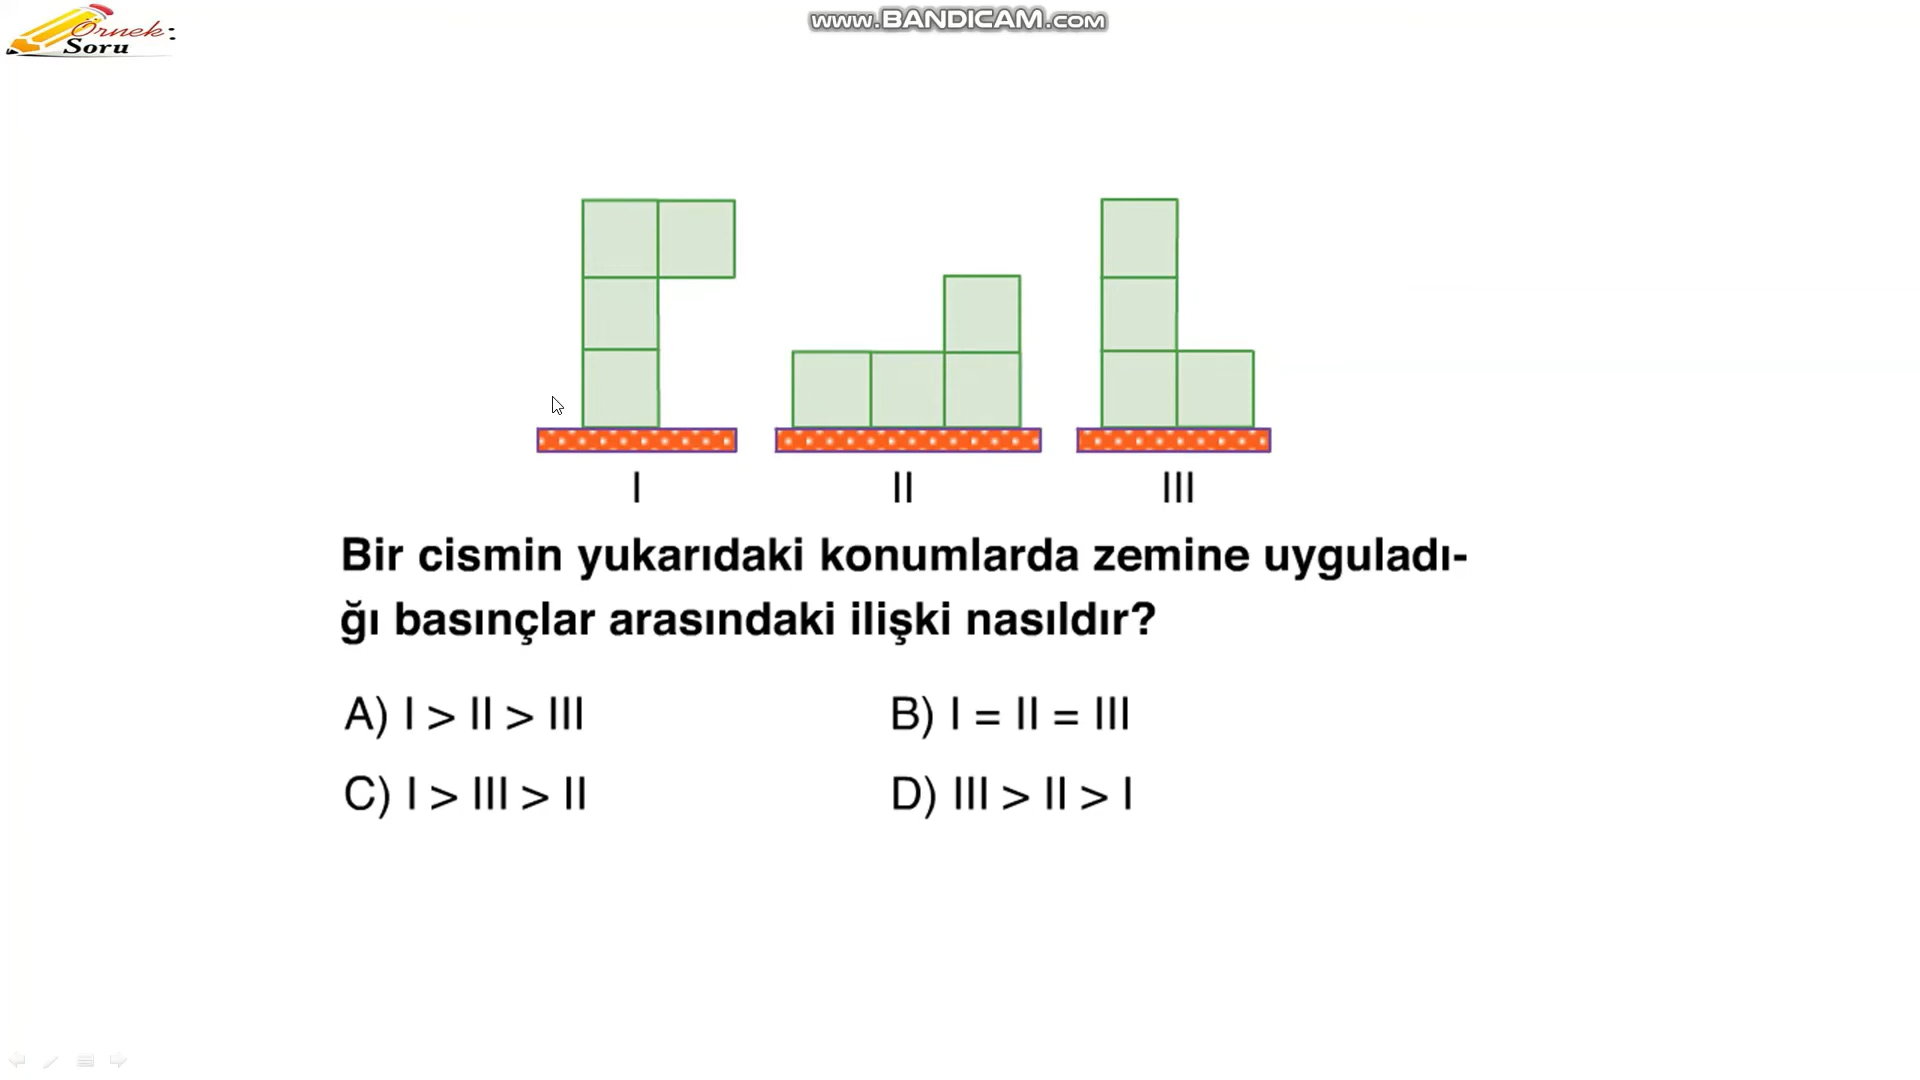 www.BANDICAM.com
Örnek:
Soru
I II III
Bir cismin yukarıdaki konumlarda zemine uyguladı-
ğı basınçlar arasındaki ilişki nasıldır?
A) I > II > III B) I = II = III
C) I > III > II D) III > II > I